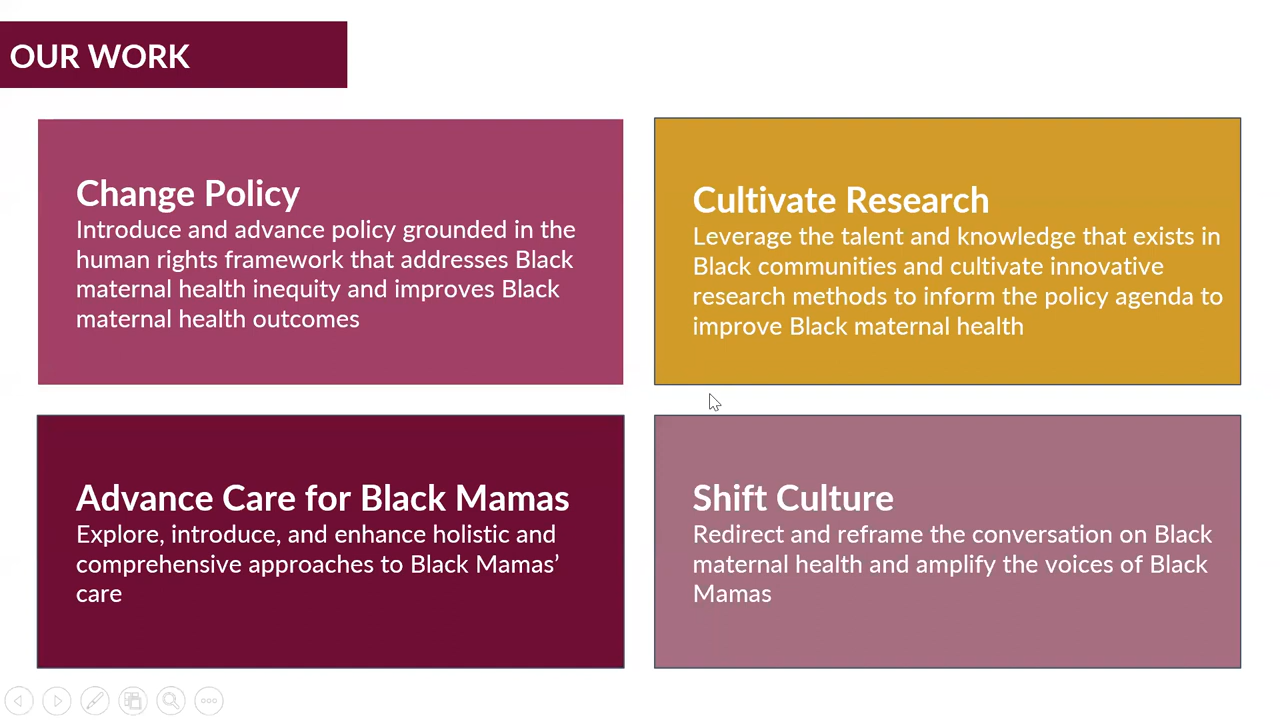 OUR WORK
Change Policy
Introduce and advance policy grounded in the
human rights framework that addresses Black
maternal health inequity and improves Black
maternal health outcomes
Cultivate Research
Leverage the talent and knowledge that exists in
Black communities and cultivate innovative
research methods to inform the policy agenda to
improve Black maternal health
Advance Care for Black Mamas
Explore, introduce, and enhance holistic and
comprehensive approaches to Black Mamas’
care
Shift Culture
Redirect and reframe the conversation on Black
maternal health and amplify the voices of Black
Mamas